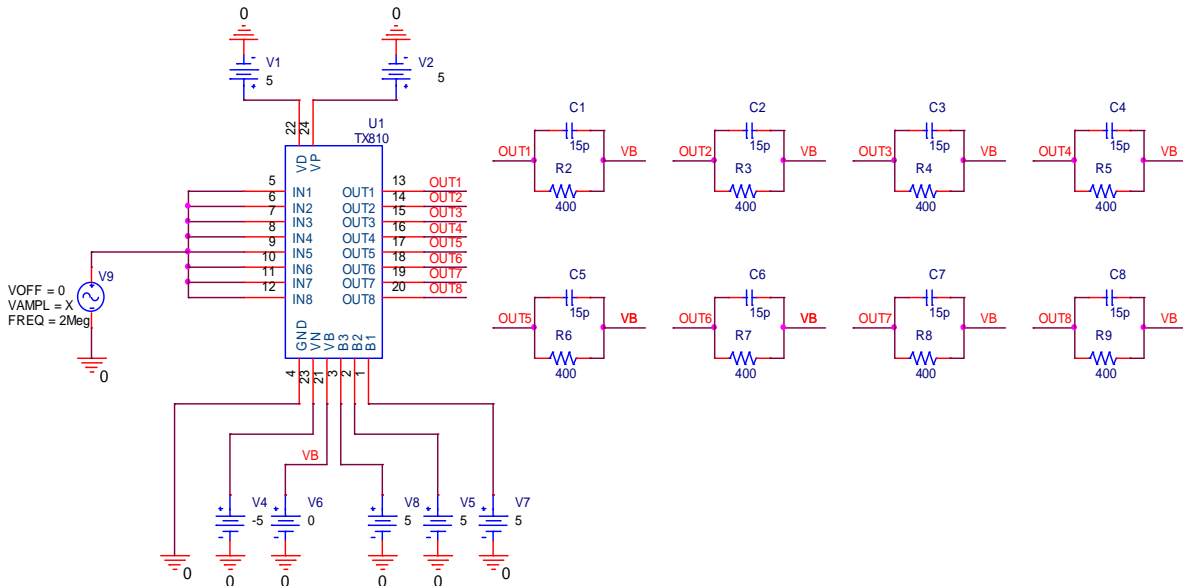 0
0
V1
5
V2
5
U1
TX810
22
24
VD
VP
5
IN1
6
IN2
7
IN3
8
IN4
9
IN5
10
IN6
11
IN7
12
IN8
OUT1
13
OUT1
OUT2
14
OUT2
OUT3
15
OUT3
OUT4
16
OUT4
OUT5
17
OUT5
OUT6
18
OUT6
OUT7
19
OUT7
OUT8
20
OUT8
GND
VN
VB
B3
B2
B1
4
23
21
3
2
1
V9
VOFF = 0
VAMPL = X
FREQ = 2Meg
0
VB
V4
-5
V6
0
V8
5
V5
5
V7
5
0
0
0
0
0
0
C1
15p
OUT1
VB
R2
400
C2
15p
OUT2
VB
R3
400
C3
15p
OUT3
VB
R4
400
C4
15p
OUT4
VB
R5
400
C5
15p
OUT5
VB
R6
400
C6
15p
OUT6
VB
R7
400
C7
15p
OUT7
VB
R8
400
C8
15p
OUT8
VB
R9
400